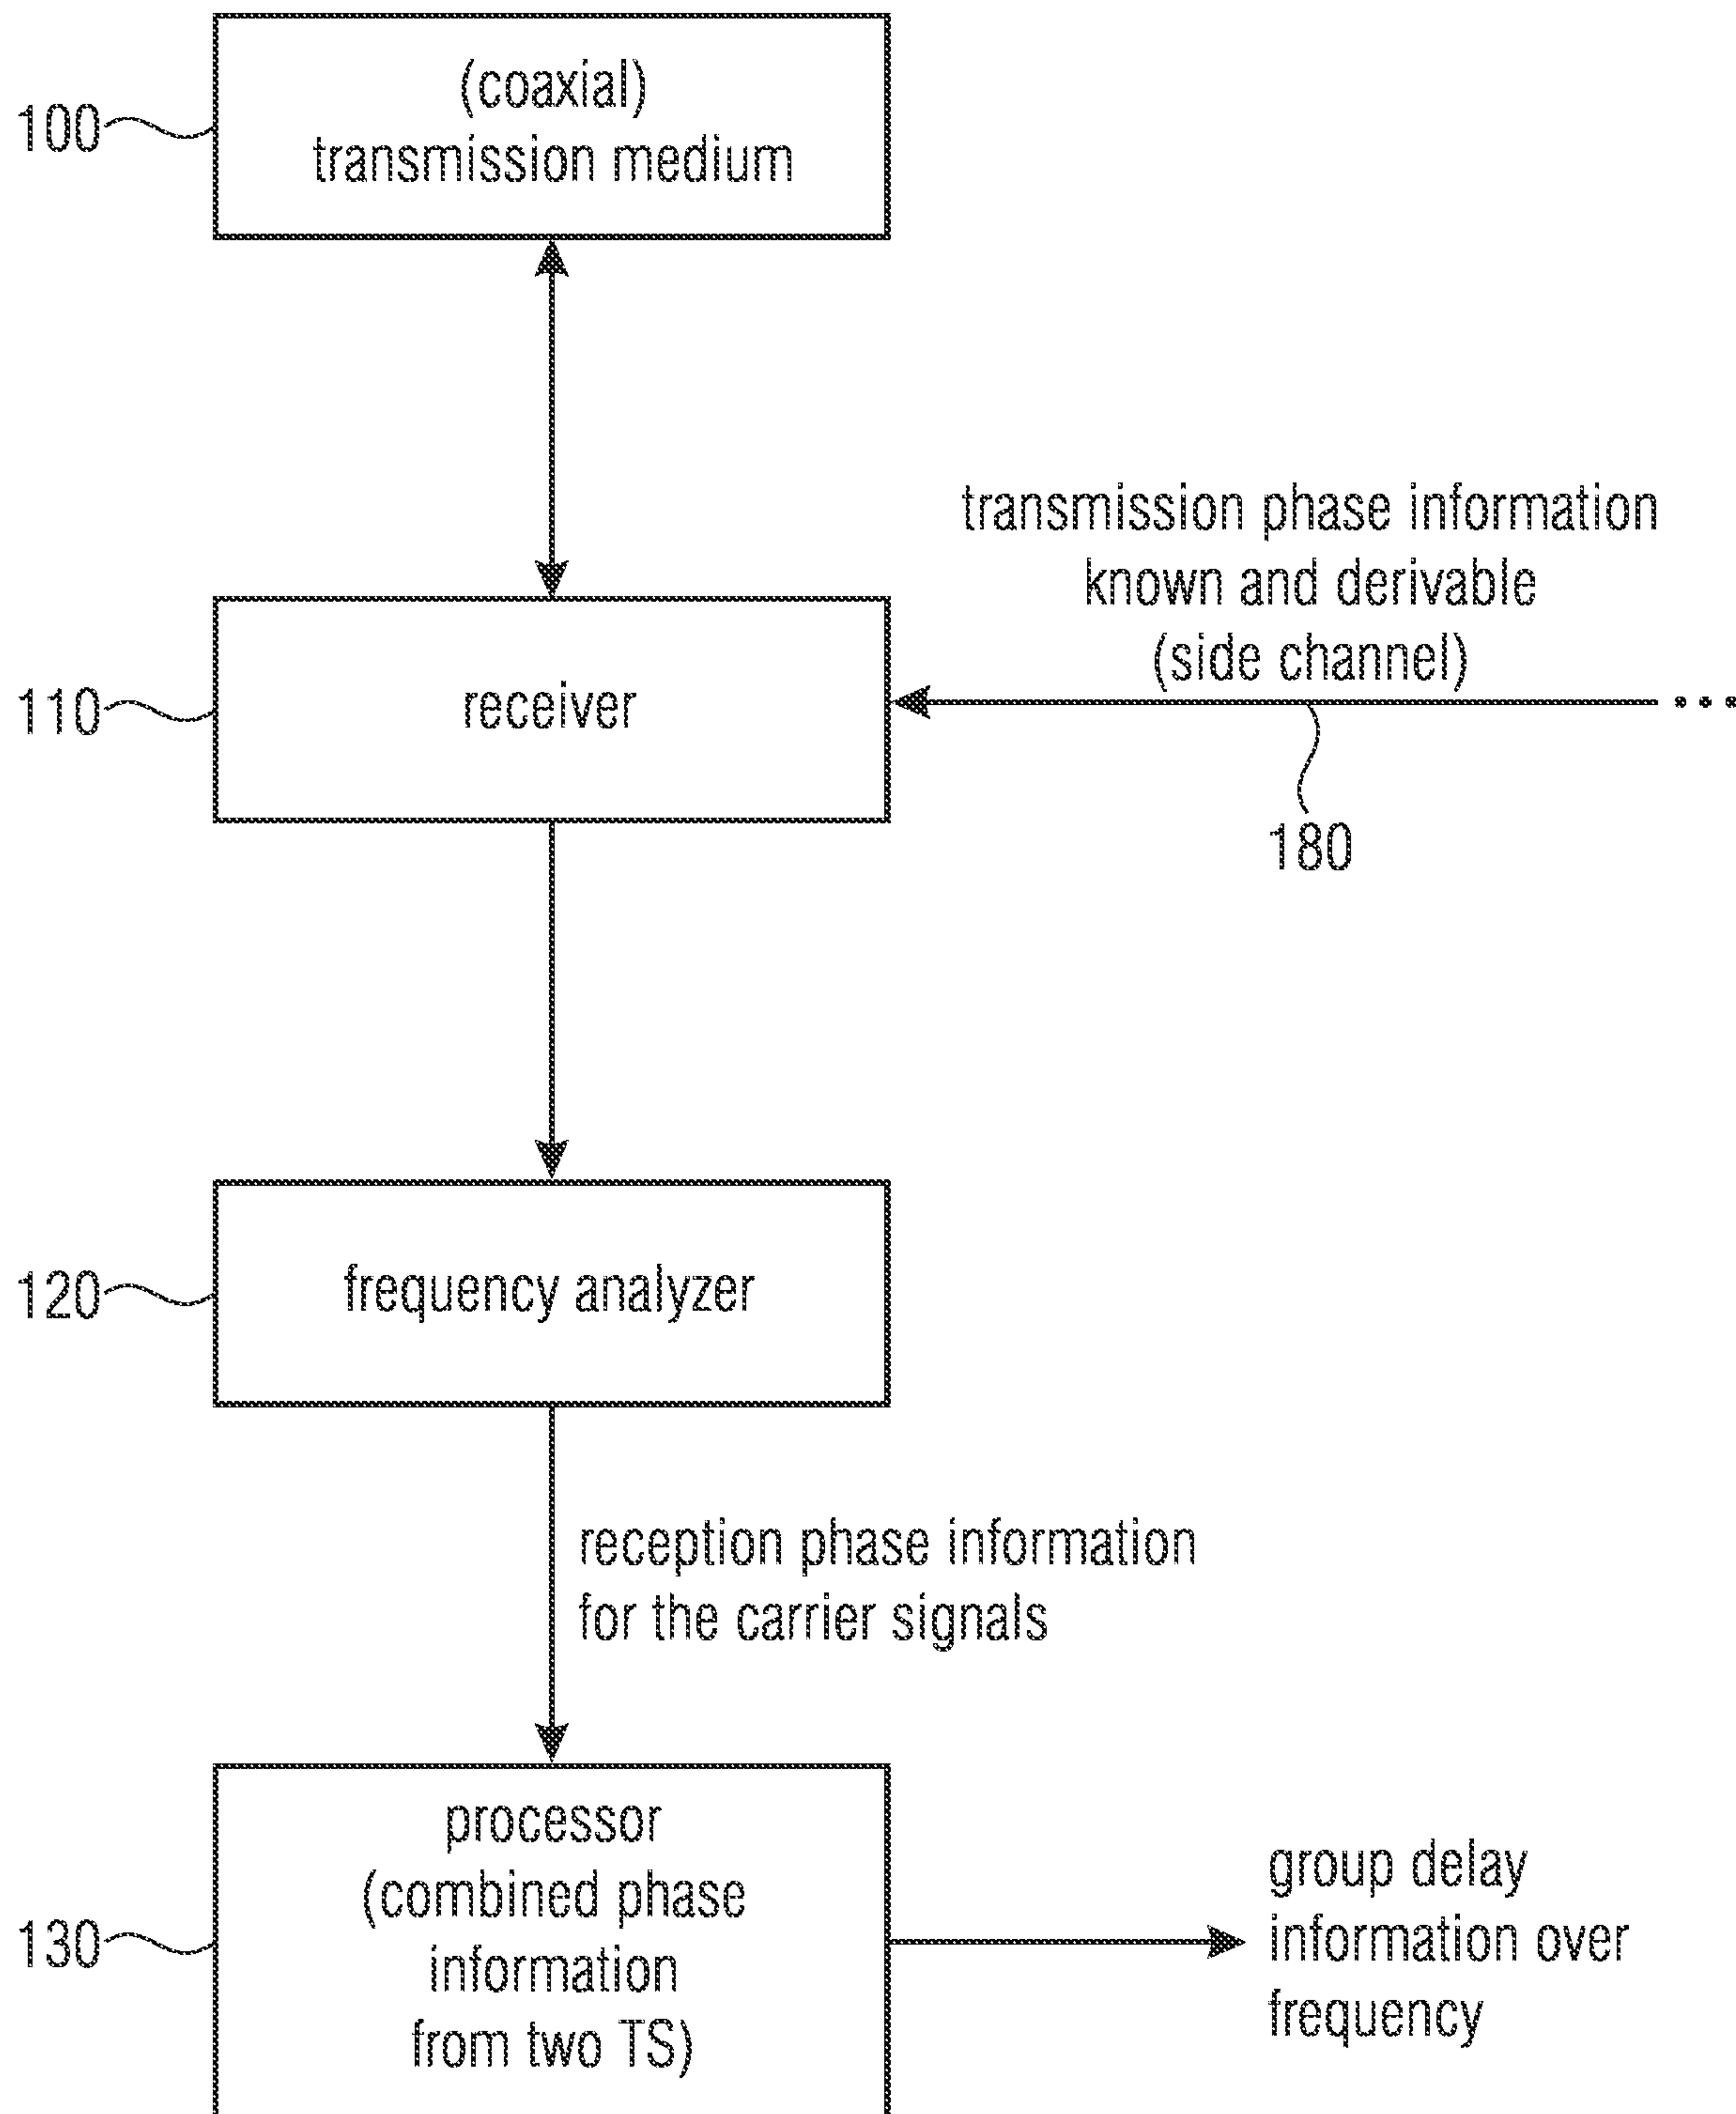 (coaxial)
transmission medium
100
transmission phase information
known and derivable
(side channel)
110
receiver
180
120
frequency analyzer
reception phase information
for the carrier signals
processor
(combined phase
information
from two TS)
130
group delay
information over
frequency